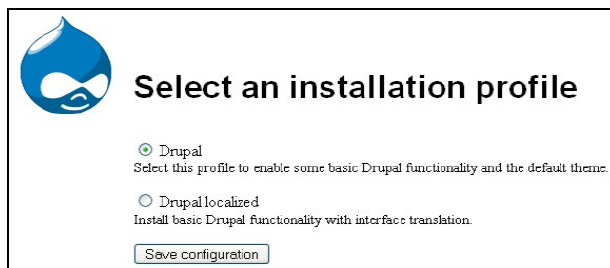 Select an installation profile
Drupal
Select this profile to enable some basic Drupal functionality and the default theme.
Drupal localized
Install basic Drupal functionality with interface translation.
Save configuration